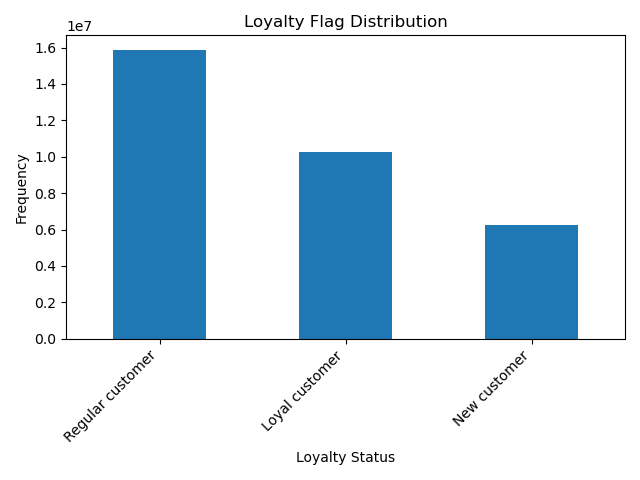 Loyalty Flag Distribution
1e7
1.6
1.4
1.2
1.0
0.8
0.6
0.4
0.2
0.0
Frequency
Regular customer
Loyal customer
New customer
Loyalty Status